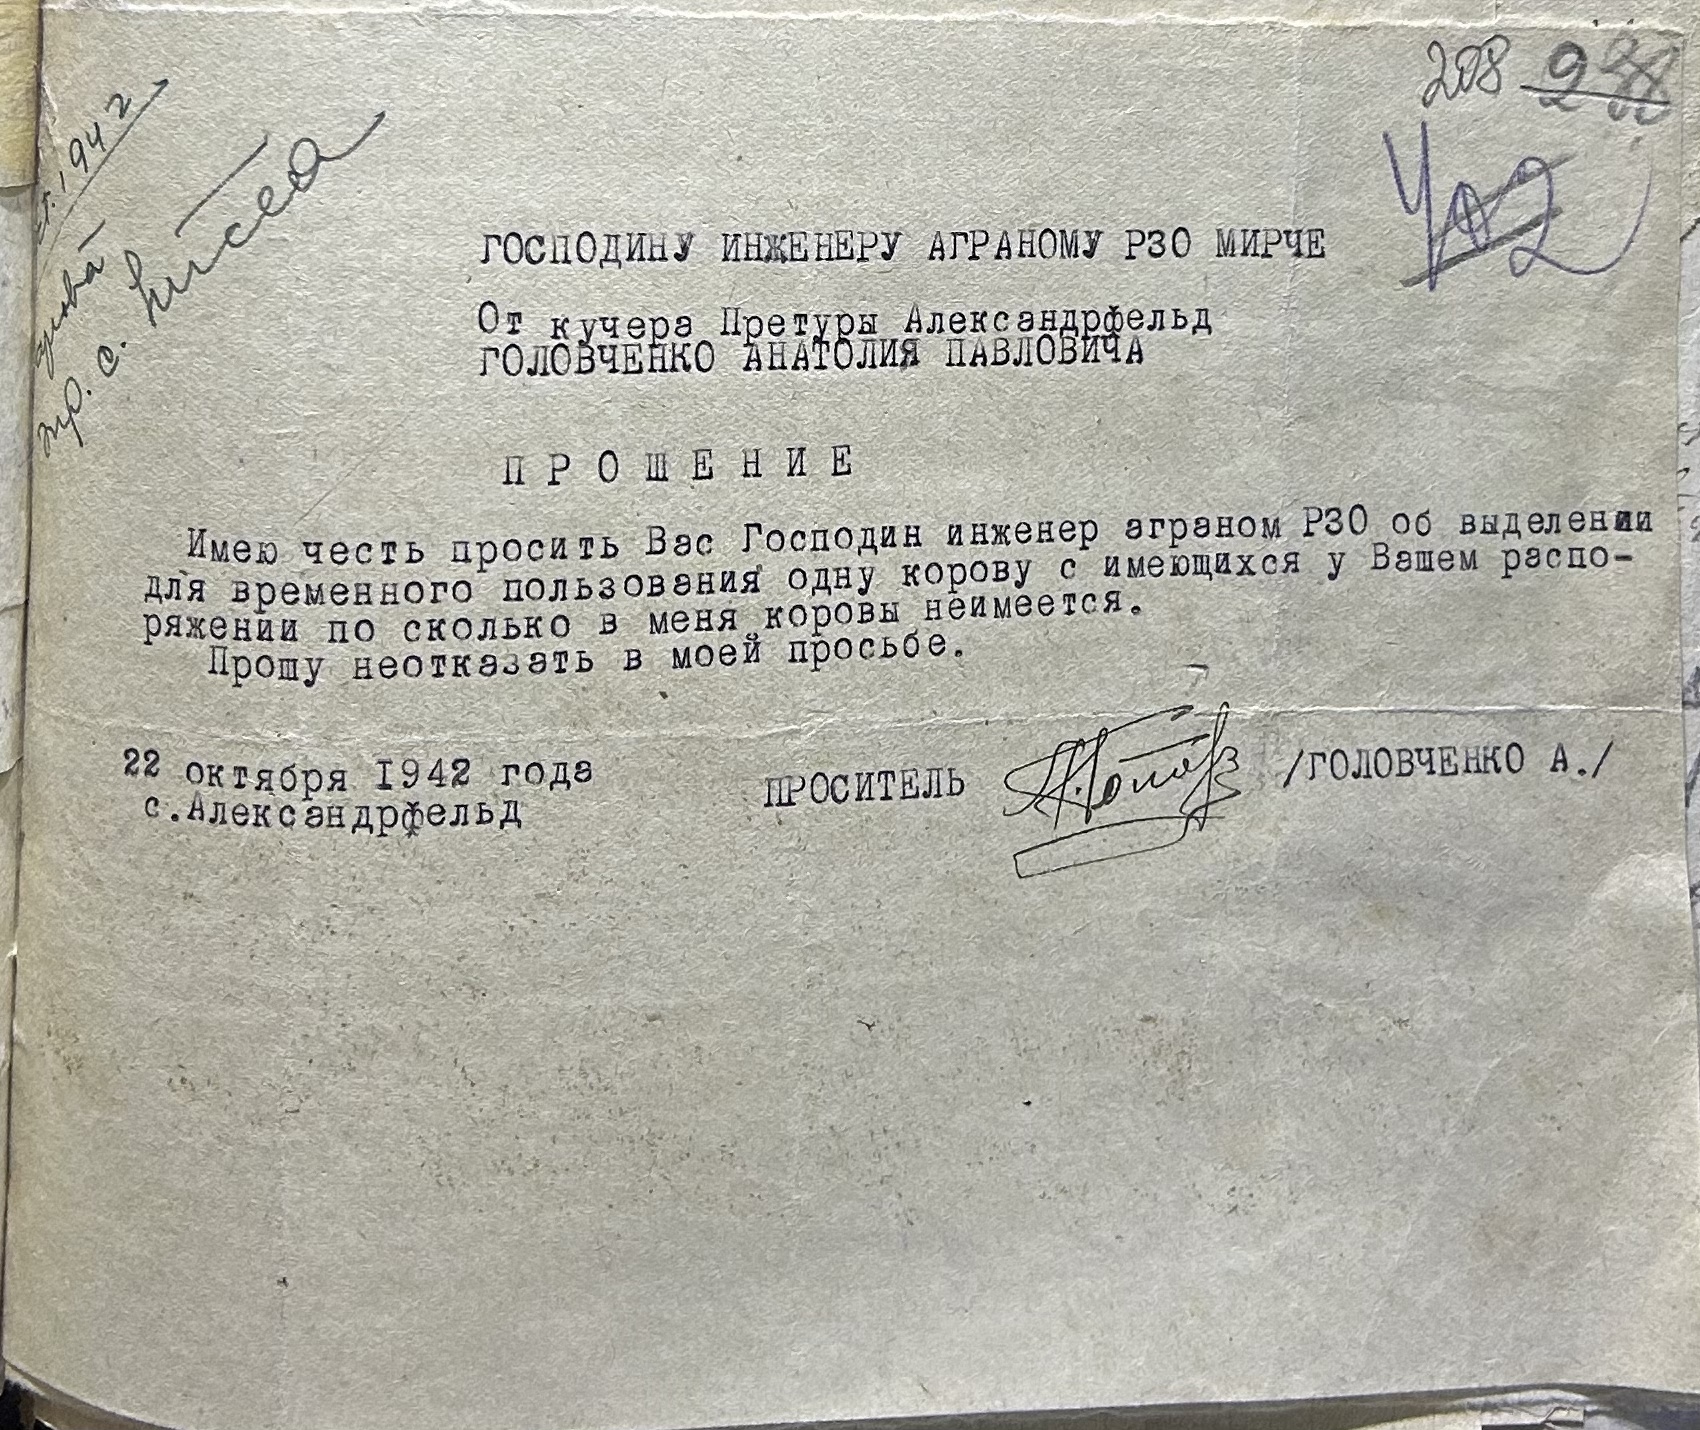 208
402
1942
ГОСПОДИНУ ИНЖЕНЕРУ АГРАНОМУ РЗО МИРЧЕ
От кучера Претуры Александрфельд
ГОЛОВЧЕНКО АНАТОЛИЯ ПАВЛОВИЧА
П Р О Ш Е Н И Е
Имею честь просить Вас Господин инженер аграном РЗО об выделении
для временного пользования одну корову с имеющихся у Вашем распо-
ряжении по сколько в меня коровы неимеется.
Прошу неотказать в моей просьбе.
22 октября 1942 года
с.Александрфельд
ПРОСИТЕЛЬ /ГОЛОВЧЕНКО А./